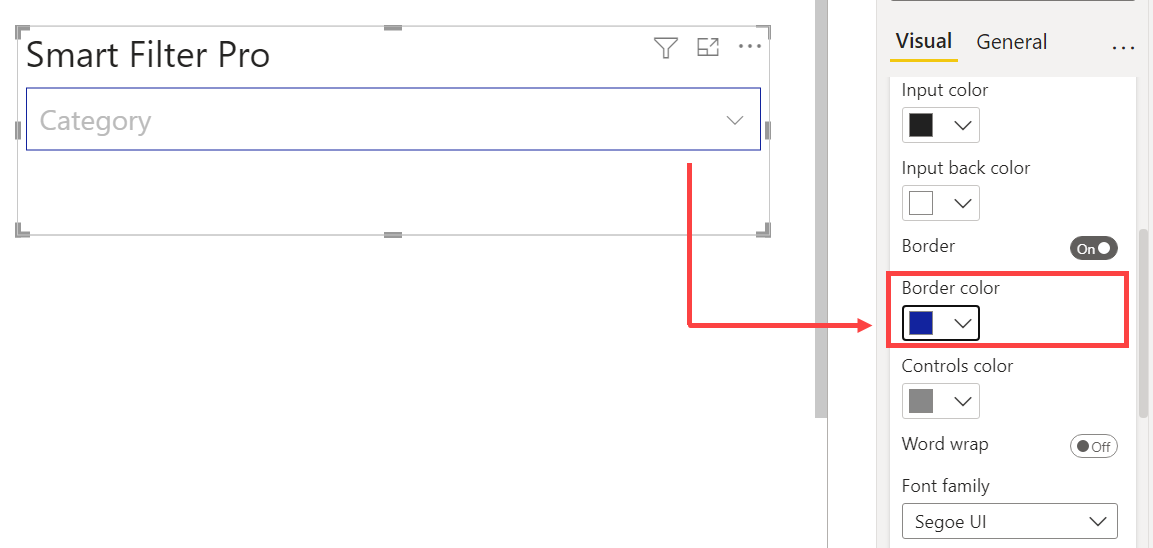 Smart Filter Pro
Category
Visual General
Input color
Input back color
Border
On
Border color
Controls color
Word wrap
Off
Font family
Segoe UI